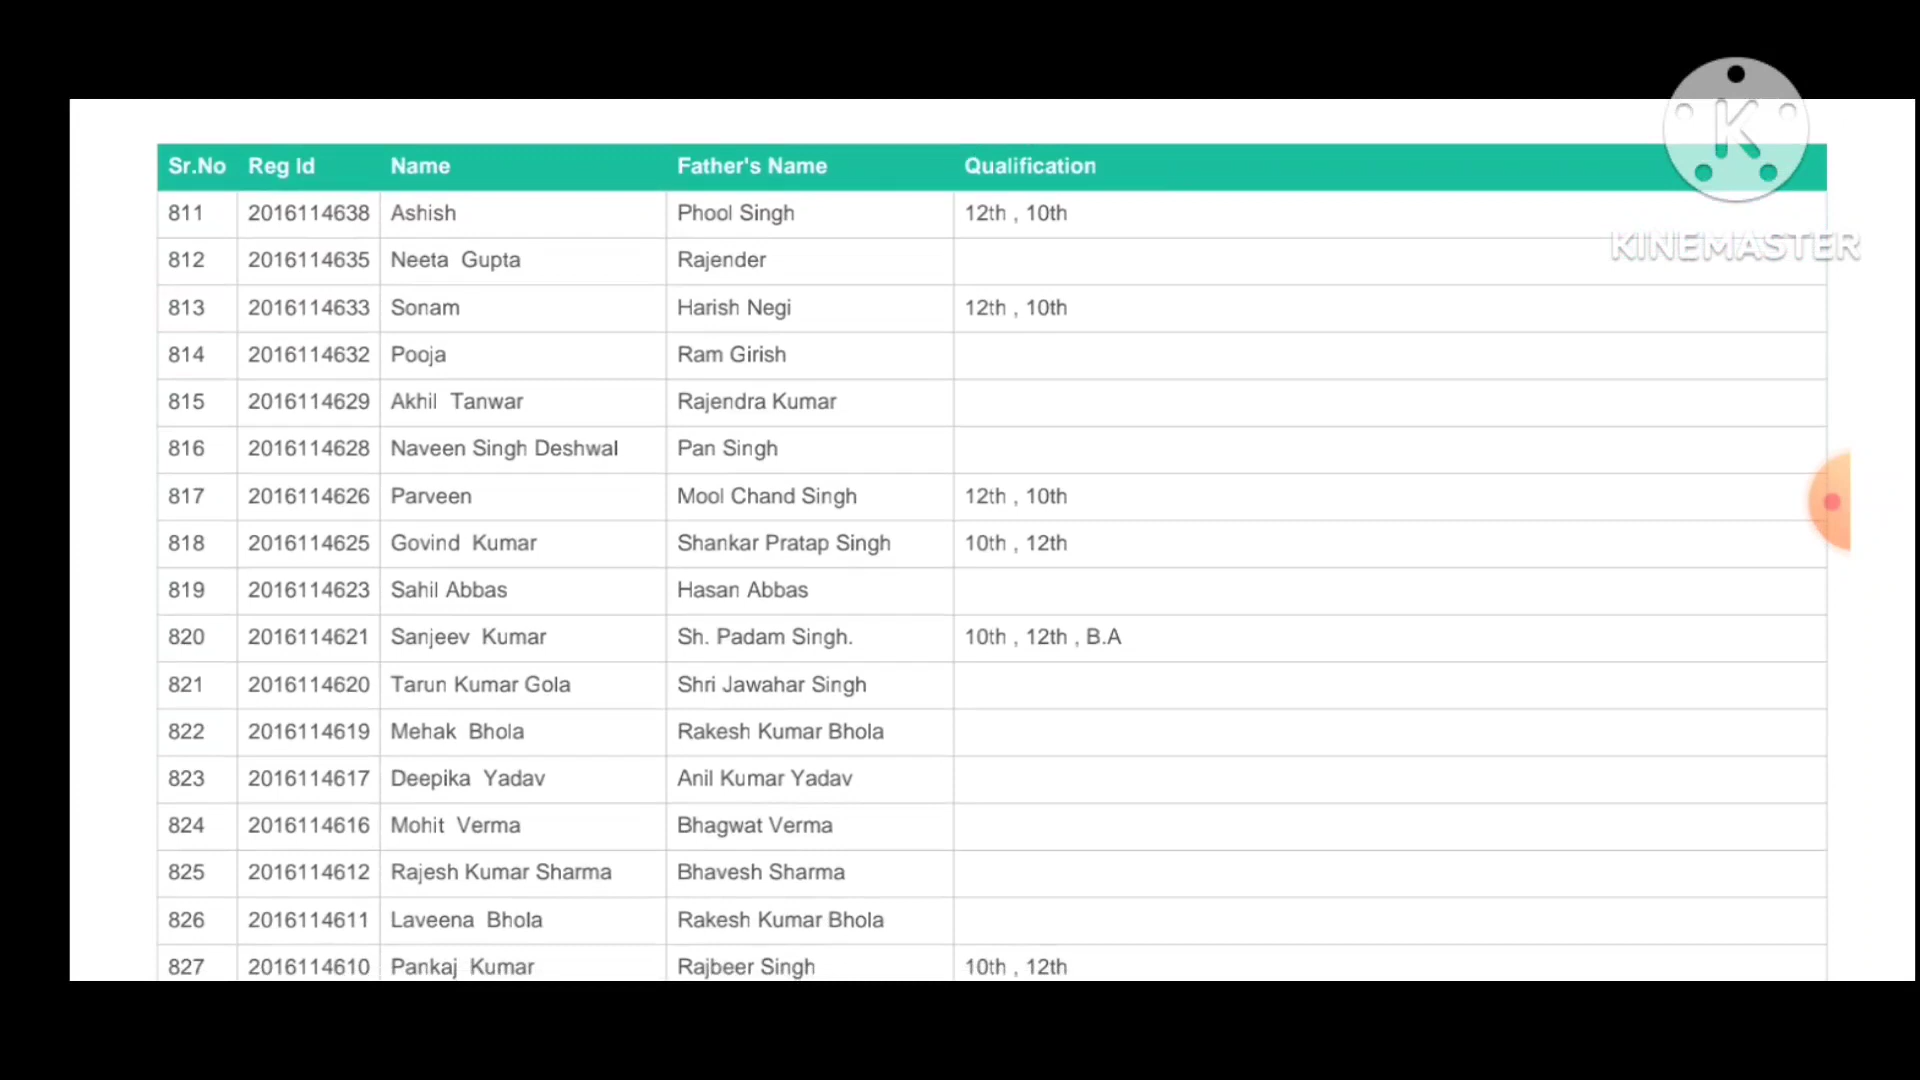 Sr.No Reg Id Name Father's Name Qualification
811 2016114638 Ashish Phool Singh 12th , 10th
812 2016114635 Neeta Gupta Rajender
813 2016114633 Sonam Harish Negi 12th , 10th
814 2016114632 Pooja Ram Girish
815 2016114629 Akhil Tanwar Rajendra Kumar
816 2016114628 Naveen Singh Deshwal Pan Singh
817 2016114626 Parveen Mool Chand Singh 12th , 10th
818 2016114625 Govind Kumar Shankar Pratap Singh 10th , 12th
819 2016114623 Sahil Abbas Hasan Abbas
820 2016114621 Sanjeev Kumar Sh. Padam Singh. 10th , 12th , B.A
821 2016114620 Tarun Kumar Gola Shri Jawahar Singh
822 2016114619 Mehak Bhola Rakesh Kumar Bhola
823 2016114617 Deepika Yadav Anil Kumar Yadav
824 2016114616 Mohit Verma Bhagwat Verma
825 2016114612 Rajesh Kumar Sharma Bhavesh Sharma
826 2016114611 Laveena Bhola Rakesh Kumar Bhola
827 2016114610 Pankaj Kumar Rajbeer Singh 10th , 12th
K
KINEMASTER